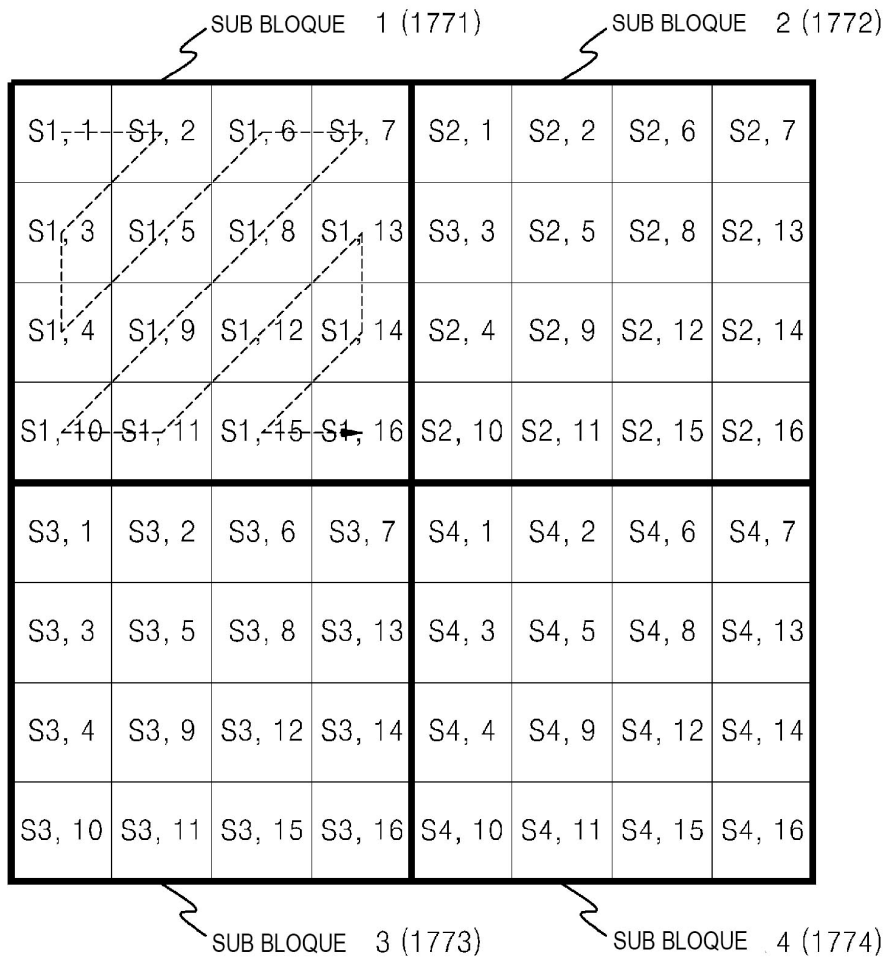 SUB BLOQUE 1 (1771) SUB BLOQUE 2 (1772)
S1, 1 S1, 2 S1, 6 S1, 7 S2, 1 S2, 2 S2, 6 S2, 7
S1, 3 S1, 5 S1, 8 S1, 13 S3, 3 S2, 5 S2, 8 S2, 13
S1, 4 S1, 9 S1, 12 S1, 14 S2, 4 S2, 9 S2, 12 S2, 14
S1, 10 S1, 11 S1, 15 S1, 16 S2, 10 S2, 11 S2, 15 S2, 16
S3, 1 S3, 2 S3, 6 S3, 7 S4, 1 S4, 2 S4, 6 S4, 7
S3, 3 S3, 5 S3, 8 S3, 13 S4, 3 S4, 5 S4, 8 S4, 13
S3, 4 S3, 9 S3, 12 S3, 14 S4, 4 S4, 9 S4, 12 S4, 14
S3, 10 S3, 11 S3, 15 S3, 16 S4, 10 S4, 11 S4, 15 S4, 16
SUB BLOQUE 3 (1773) SUB BLOQUE 4 (1774)